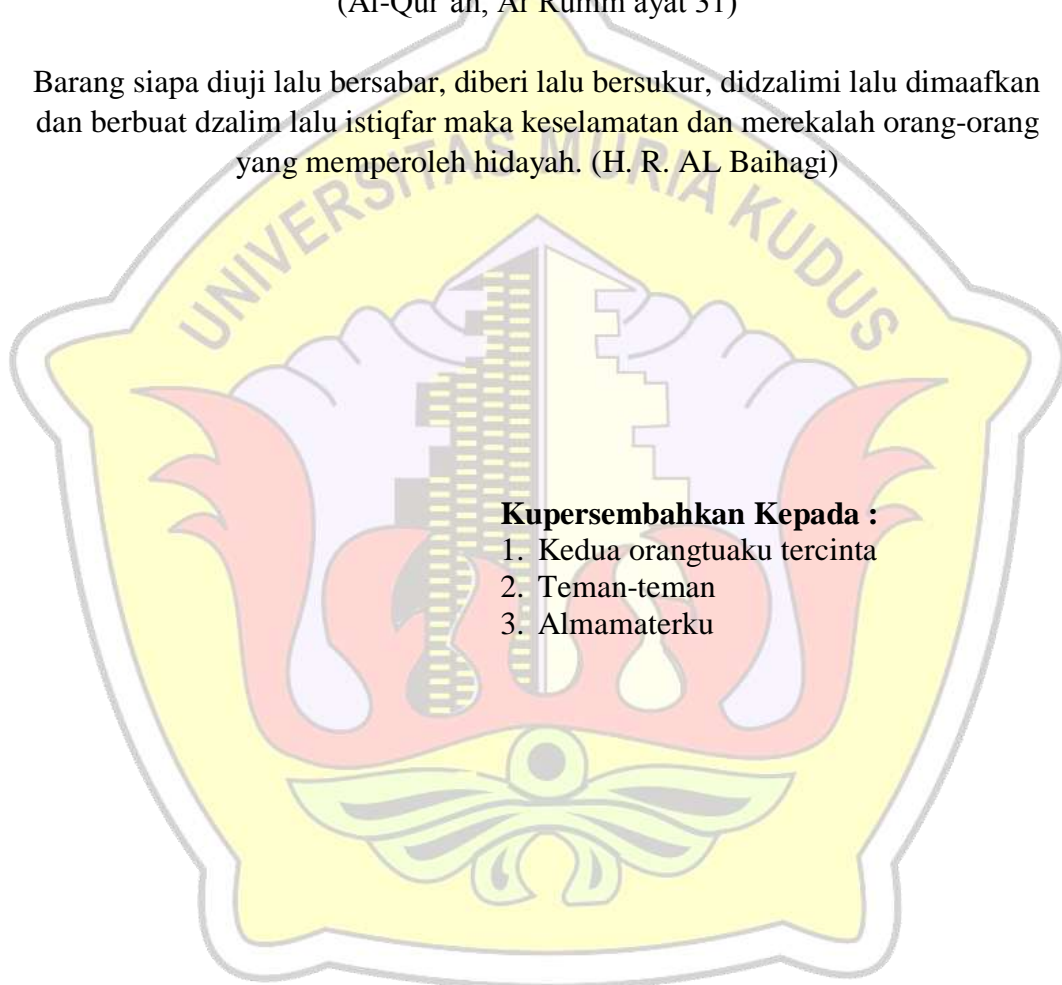 (Al-Qur'an, Ar Rumm ayat 31)
Barang siapa diuji lalu bersabar, diberi lalu bersukur, didzalimi lalu dimaafkan
dan berbuat dzalim lalu istiqfar maka keselamatan dan merekalah orang-orang
yang memperoleh hidayah. (H. R. AL Baihagi)
UNIVERSITAS MURIA KUDUS
Kupersembahkan Kepada :
1. Kedua orangtuaku tercinta
2. Teman-teman
3. Almamaterku